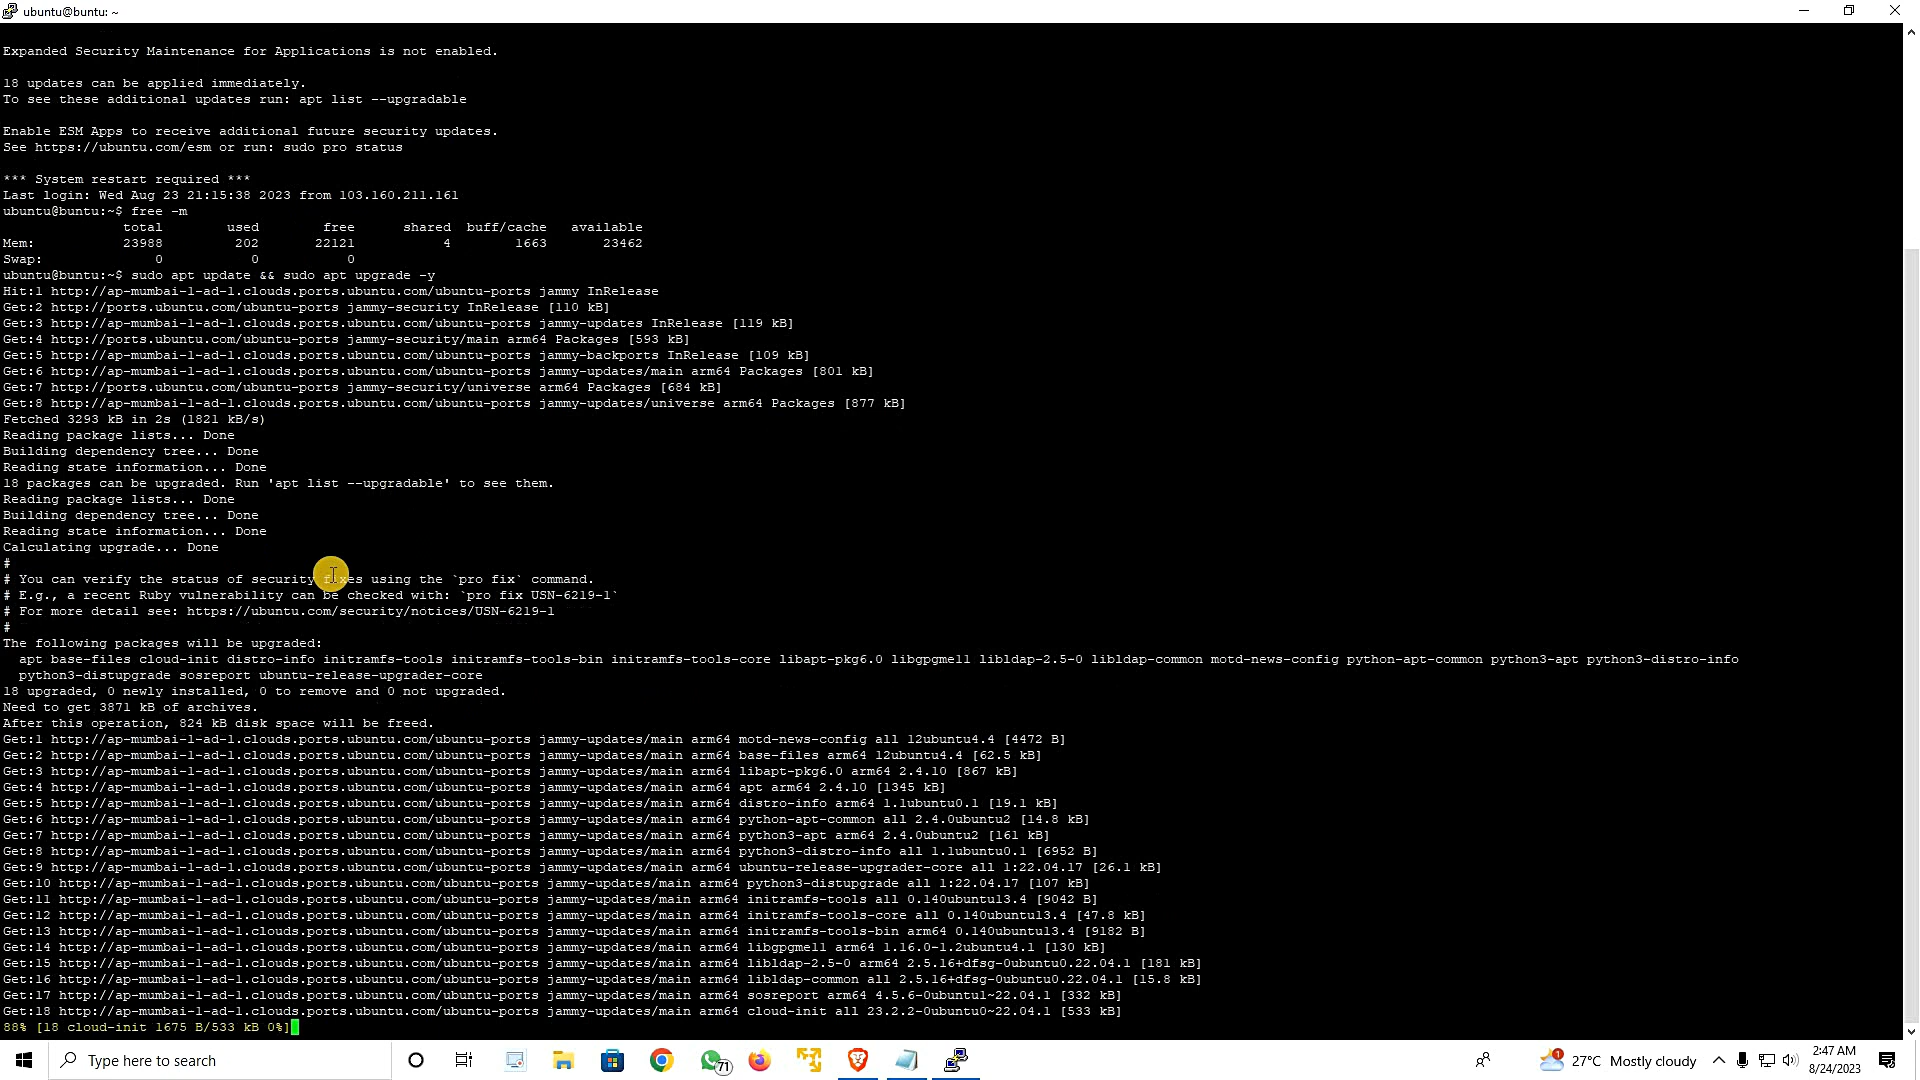 ubuntu@buntu: ~
Expanded Security Maintenance for Applications is not enabled.
18 updates can be applied immediately.
To see these additional updates run: apt list --upgradable
Enable ESM Apps to receive additional future security updates.
See https://ubuntu.com/esm or run: sudo pro status
*** System restart required ***
Last login: Wed Aug 23 21:15:38 2023 from 103.160.211.161
ubuntu@buntu:~$ free -m
total used free shared buff/cache available
Mem: 23988 202 22121 4 1663 23462
Swap: 0 0 0
ubuntu@buntu:~$ sudo apt update && sudo apt upgrade -y
Hit:1 http://ap-mumbai-1-ad-1.clouds.ports.ubuntu.com/ubuntu-ports jammy InRelease
Get:2 http://ports.ubuntu.com/ubuntu-ports jammy-security InRelease [110 kB]
Get:3 http://ap-mumbai-1-ad-1.clouds.ports.ubuntu.com/ubuntu-ports jammy-updates InRelease [119 kB]
Get:4 http://ports.ubuntu.com/ubuntu-ports jammy-security/main arm64 Packages [593 kB]
Get:5 http://ap-mumbai-1-ad-1.clouds.ports.ubuntu.com/ubuntu-ports jammy-backports InRelease [109 kB]
Get:6 http://ap-mumbai-1-ad-1.clouds.ports.ubuntu.com/ubuntu-ports jammy-updates/main arm64 Packages [801 kB]
Get:7 http://ports.ubuntu.com/ubuntu-ports jammy-security/universe arm64 Packages [684 kB]
Get:8 http://ap-mumbai-1-ad-1.clouds.ports.ubuntu.com/ubuntu-ports jammy-updates/universe arm64 Packages [877 kB]
Fetched 3293 kB in 2s (1821 kB/s)
Reading package lists... Done
Building dependency tree... Done
Reading state information... Done
18 packages can be upgraded. Run 'apt list --upgradable' to see them.
Reading package lists... Done
Building dependency tree... Done
Reading state information... Done
Calculating upgrade... Done
#
# You can verify the status of security fixes using the `pro fix` command.
# E.g., a recent Ruby vulnerability can be checked with: `pro fix USN-6219-1`
# For more detail see: https://ubuntu.com/security/notices/USN-6219-1
#
The following packages will be upgraded:
apt base-files cloud-init distro-info initramfs-tools initramfs-tools-bin initramfs-tools-core libapt-pkg6.0 libgpgme11 libldap-2.5-0 libldap-common motd-news-config python-apt-common python3-apt python3-distro-info
python3-distupgrade sosreport ubuntu-release-upgrader-core
18 upgraded, 0 newly installed, 0 to remove and 0 not upgraded.
Need to get 3871 kB of archives.
After this operation, 824 kB disk space will be freed.
Get:1 http://ap-mumbai-1-ad-1.clouds.ports.ubuntu.com/ubuntu-ports jammy-updates/main arm64 motd-news-config all 12ubuntu4.4 [4472 B]
Get:2 http://ap-mumbai-1-ad-1.clouds.ports.ubuntu.com/ubuntu-ports jammy-updates/main arm64 base-files arm64 12ubuntu4.4 [62.5 kB]
Get:3 http://ap-mumbai-1-ad-1.clouds.ports.ubuntu.com/ubuntu-ports jammy-updates/main arm64 libapt-pkg6.0 arm64 2.4.10 [867 kB]
Get:4 http://ap-mumbai-1-ad-1.clouds.ports.ubuntu.com/ubuntu-ports jammy-updates/main arm64 apt arm64 2.4.10 [1345 kB]
Get:5 http://ap-mumbai-1-ad-1.clouds.ports.ubuntu.com/ubuntu-ports jammy-updates/main arm64 distro-info arm64 1.1ubuntu0.1 [19.1 kB]
Get:6 http://ap-mumbai-1-ad-1.clouds.ports.ubuntu.com/ubuntu-ports jammy-updates/main arm64 python-apt-common all 2.4.0ubuntu2 [14.8 kB]
Get:7 http://ap-mumbai-1-ad-1.clouds.ports.ubuntu.com/ubuntu-ports jammy-updates/main arm64 python3-apt arm64 2.4.0ubuntu2 [161 kB]
Get:8 http://ap-mumbai-1-ad-1.clouds.ports.ubuntu.com/ubuntu-ports jammy-updates/main arm64 python3-distro-info all 1.1ubuntu0.1 [6952 B]
Get:9 http://ap-mumbai-1-ad-1.clouds.ports.ubuntu.com/ubuntu-ports jammy-updates/main arm64 ubuntu-release-upgrader-core all 1:22.04.17 [26.1 kB]
Get:10 http://ap-mumbai-1-ad-1.clouds.ports.ubuntu.com/ubuntu-ports jammy-updates/main arm64 python3-distupgrade all 1:22.04.17 [107 kB]
Get:11 http://ap-mumbai-1-ad-1.clouds.ports.ubuntu.com/ubuntu-ports jammy-updates/main arm64 initramfs-tools all 0.140ubuntu13.4 [9042 B]
Get:12 http://ap-mumbai-1-ad-1.clouds.ports.ubuntu.com/ubuntu-ports jammy-updates/main arm64 initramfs-tools-core all 0.140ubuntu13.4 [47.8 kB]
Get:13 http://ap-mumbai-1-ad-1.clouds.ports.ubuntu.com/ubuntu-ports jammy-updates/main arm64 initramfs-tools-bin arm64 0.140ubuntu13.4 [9182 B]
Get:14 http://ap-mumbai-1-ad-1.clouds.ports.ubuntu.com/ubuntu-ports jammy-updates/main arm64 libgpgme11 arm64 1.16.0-1.2ubuntu4.1 [130 kB]
Get:15 http://ap-mumbai-1-ad-1.clouds.ports.ubuntu.com/ubuntu-ports jammy-updates/main arm64 libldap-2.5-0 arm64 2.5.16+dfsg-0ubuntu0.22.04.1 [181 kB]
Get:16 http://ap-mumbai-1-ad-1.clouds.ports.ubuntu.com/ubuntu-ports jammy-updates/main arm64 libldap-common all 2.5.16+dfsg-0ubuntu0.22.04.1 [15.8 kB]
Get:17 http://ap-mumbai-1-ad-1.clouds.ports.ubuntu.com/ubuntu-ports jammy-updates/main arm64 sosreport arm64 4.5.6-0ubuntu1~22.04.1 [332 kB]
Get:18 http://ap-mumbai-1-ad-1.clouds.ports.ubuntu.com/ubuntu-ports jammy-updates/main arm64 cloud-init all 23.2.2-0ubuntu0~22.04.1 [533 kB]
88% [18 cloud-init 1675 B/533 kB 0%]
Type here to search
71
1
27°C Mostly cloudy
2:47 AM
8/24/2023